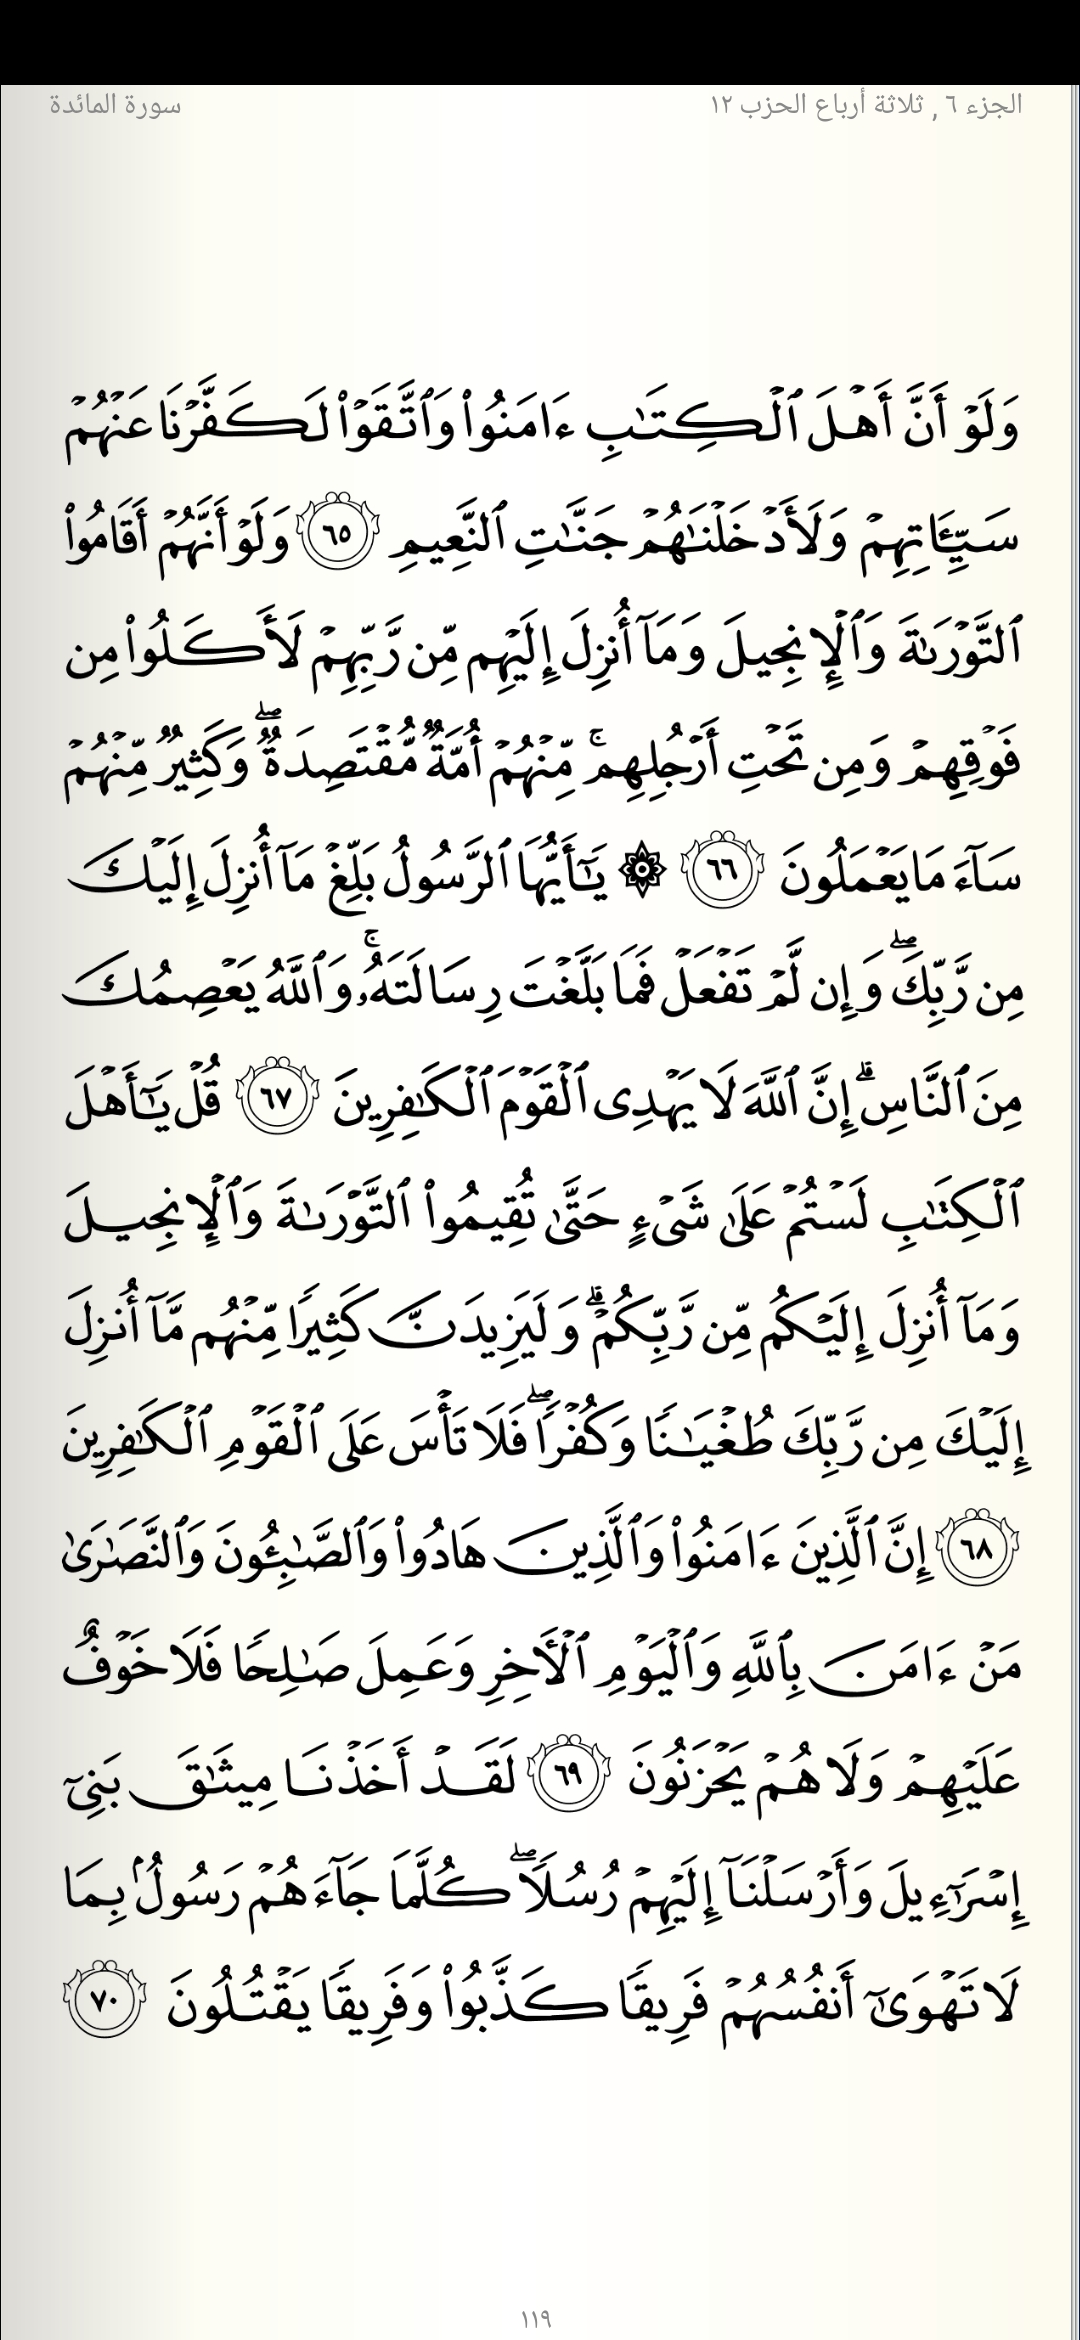 الجزء ٦ , ثلاثة أرباع الحزب ١٢
سورة المائدة
وَلَوْ أَنَّ أَهْلَ ٱلْكِتَـٰبِ ءَامَنُوا۟ وَٱتَّقَوْا۟ لَكَفَّرْنَا عَنْهُمْ
سَيِّـَٔاتِهِمْ وَلَأَدْخَلْنَـٰهُمْ جَنَّـٰتِ ٱلنَّعِيمِ ٦٥ وَلَوْ أَنَّهُمْ أَقَامُوا۟
ٱلتَّوْرَىٰةَ وَٱلْإِنجِيلَ وَمَآ أُنزِلَ إِلَيْهِم مِّن رَّبِّهِمْ لَأَكَلُوا۟ مِن
فَوْقِهِمْ وَمِن تَحْتِ أَرْجُلِهِم ۚ مِّنْهُمْ أُمَّةٌ مُّقْتَصِدَةٌ ۖ وَكَثِيرٌ مِّنْهُمْ
سَآءَ مَا يَعْمَلُونَ ٦٦ ۞ يَـٰٓأَيُّهَا ٱلرَّسُولُ بَلِّغْ مَآ أُنزِلَ إِلَيْكَ
مِن رَّبِّكَ ۖ وَإِن لَّمْ تَفْعَلْ فَمَا بَلَّغْتَ رِسَالَتَهُۥ ۚ وَٱللَّهُ يَعْصِمُكَ
مِنَ ٱلنَّاسِ ۗ إِنَّ ٱللَّهَ لَا يَهْدِى ٱلْقَوْمَ ٱلْكَـٰفِرِينَ ٦٧ قُلْ يَـٰٓأَهْلَ
ٱلْكِتَـٰبِ لَسْتُمْ عَلَىٰ شَىْءٍ حَتَّىٰ تُقِيمُوا۟ ٱلتَّوْرَىٰةَ وَٱلْإِنجِيلَ
وَمَآ أُنزِلَ إِلَيْكُم مِّن رَّبِّكُمْ ۗ وَلَيَزِيدَنَّ كَثِيرًا مِّنْهُم مَّآ أُنزِلَ
إِلَيْكَ مِن رَّبِّكَ طُغْيَـٰنًا وَكُفْرًا ۖ فَلَا تَأْسَ عَلَى ٱلْقَوْمِ ٱلْكَـٰفِرِينَ
٦٨ إِنَّ ٱلَّذِينَ ءَامَنُوا۟ وَٱلَّذِينَ هَادُوا۟ وَٱلصَّـٰبِـُٔونَ وَٱلنَّصَـٰرَىٰ
مَنْ ءَامَنَ بِٱللَّهِ وَٱلْيَوْمِ ٱلْـَٔاخِرِ وَعَمِلَ صَـٰلِحًا فَلَا خَوْفٌ
عَلَيْهِمْ وَلَا هُمْ يَحْزَنُونَ ٦٩ لَقَدْ أَخَذْنَا مِيثَـٰقَ بَنِىٓ
إِسْرَٰٓءِيلَ وَأَرْسَلْنَآ إِلَيْهِمْ رُسُلًا ۖ كُلَّمَا جَآءَهُمْ رَسُولٌۢ بِمَا
لَا تَهْوَىٰٓ أَنفُسُهُمْ فَرِيقًا كَذَّبُوا۟ وَفَرِيقًا يَقْتُلُونَ ٧٠
١١٩